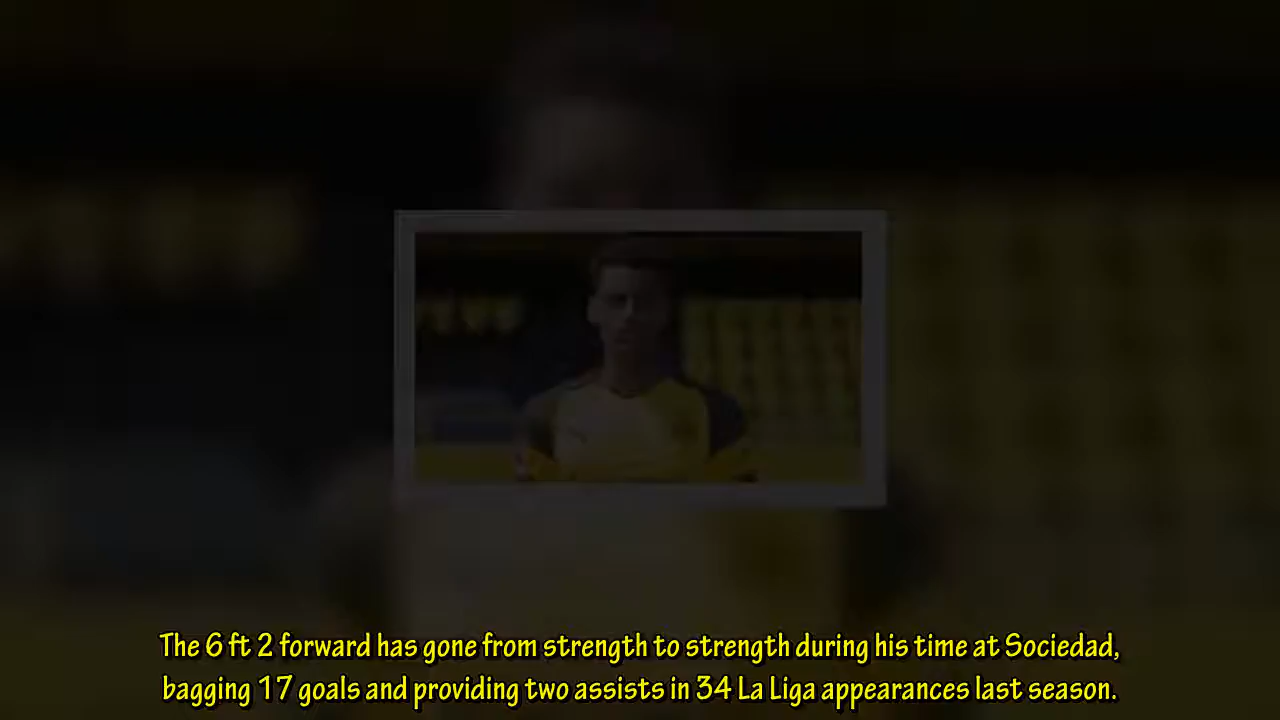 The 6 ft 2 forward has gone from strength to strength during his time at Sociedad,
bagging 17 goals and providing two assists in 34 La Liga appearances last season.